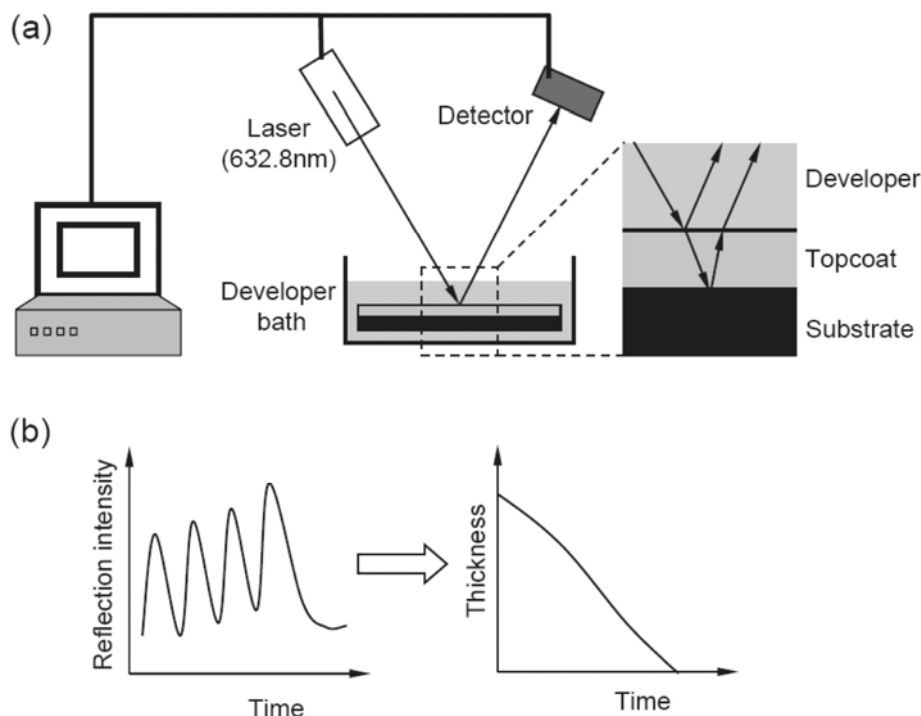 (a)
Laser
(632.8nm)
Detector
Developer
bath
Developer
Topcoat
Substrate
(b)
Reflection intensity
Time
Thickness
Time